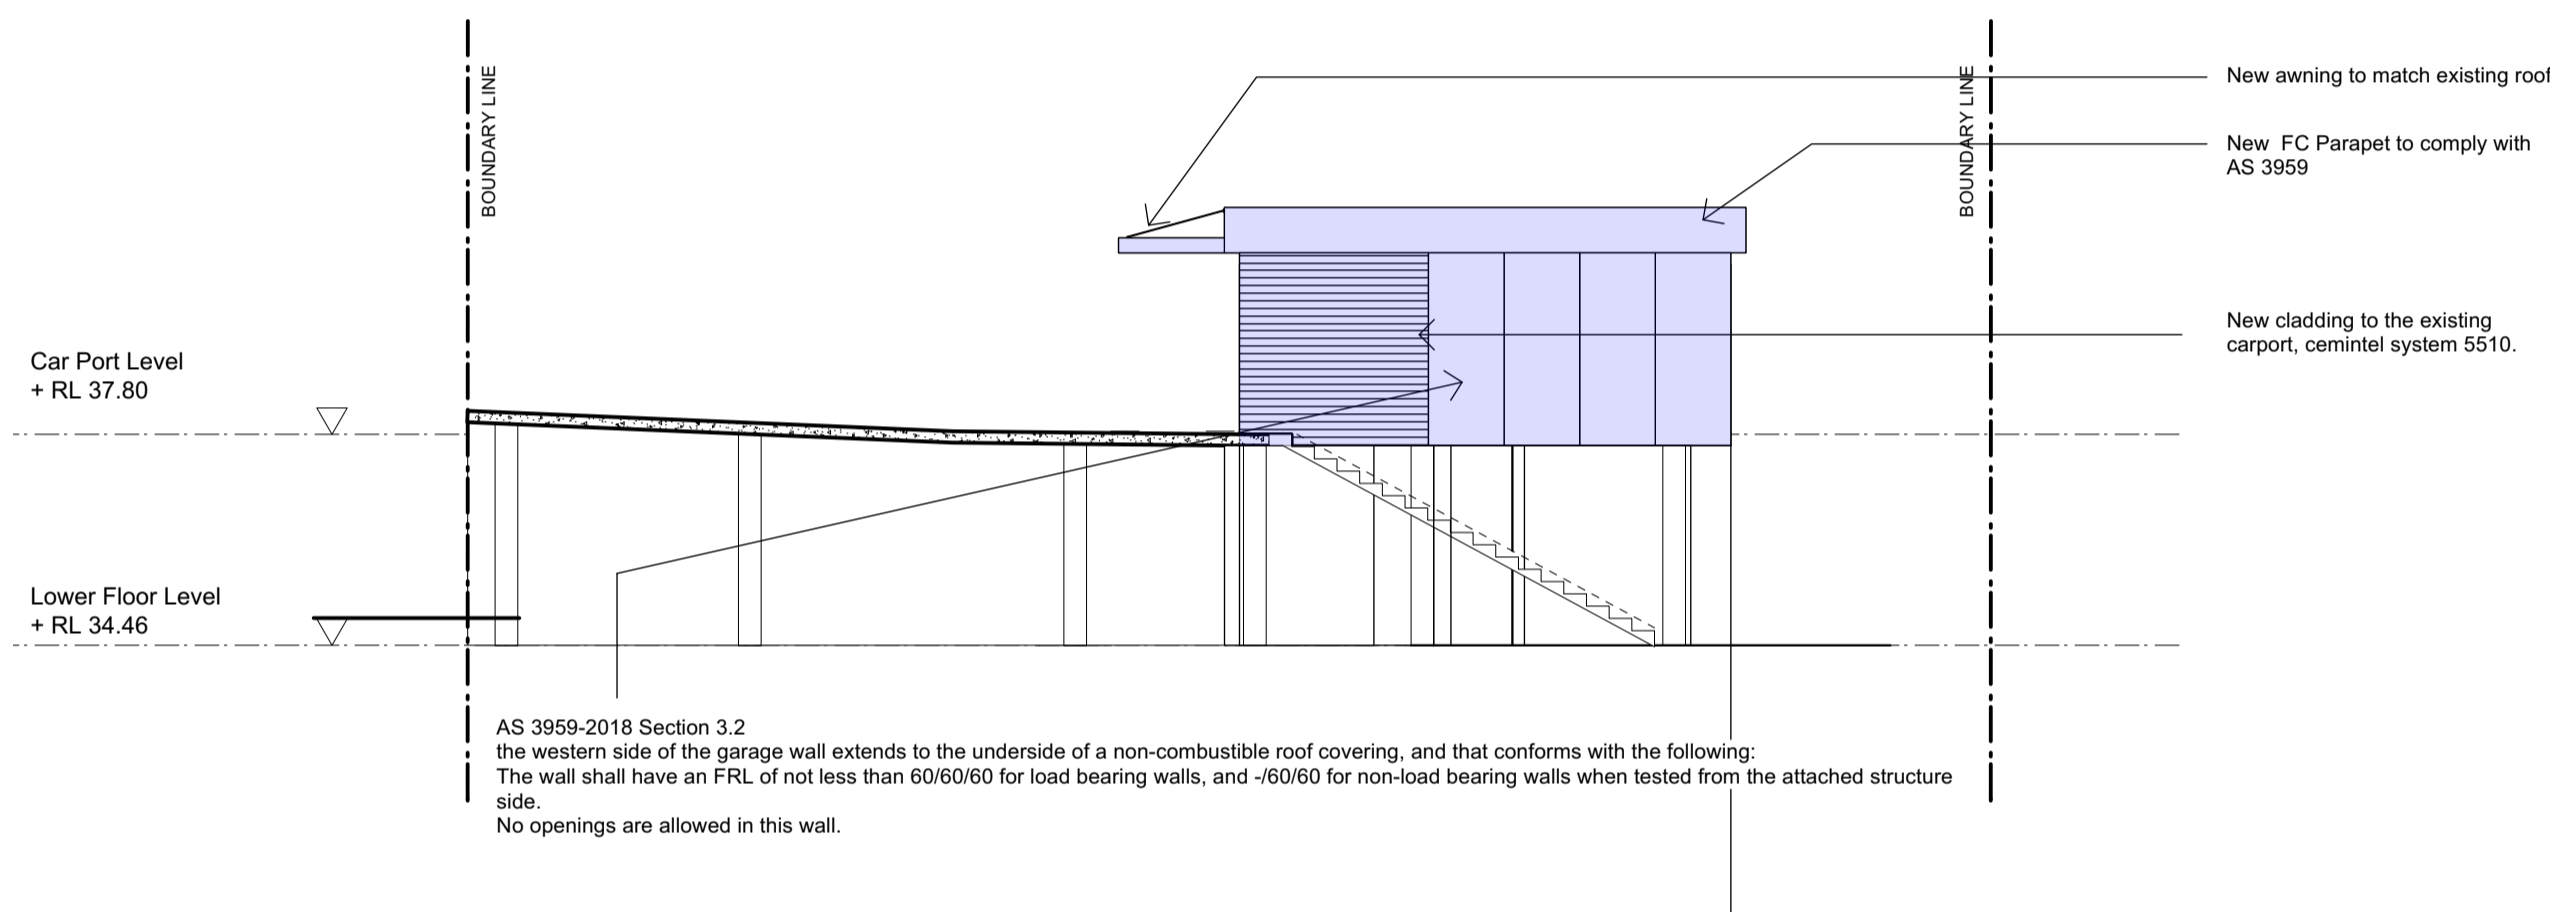 BOUNDARY LINE
BOUNDARY LINE
New awning to match existing roof
New  FC Parapet to comply with
AS 3959
New cladding to the existing
carport, cemintel system 5510.
Car Port Level
+ RL 37.80
Lower Floor Level
+ RL 34.46
AS 3959-2018 Section 3.2
the western side of the garage wall extends to the underside of a non-combustible roof covering, and that conforms with the following:
The wall shall have an FRL of not less than 60/60/60 for load bearing walls, and -/60/60 for non-load bearing walls when tested from the attached structure
side.
No openings are allowed in this wall.